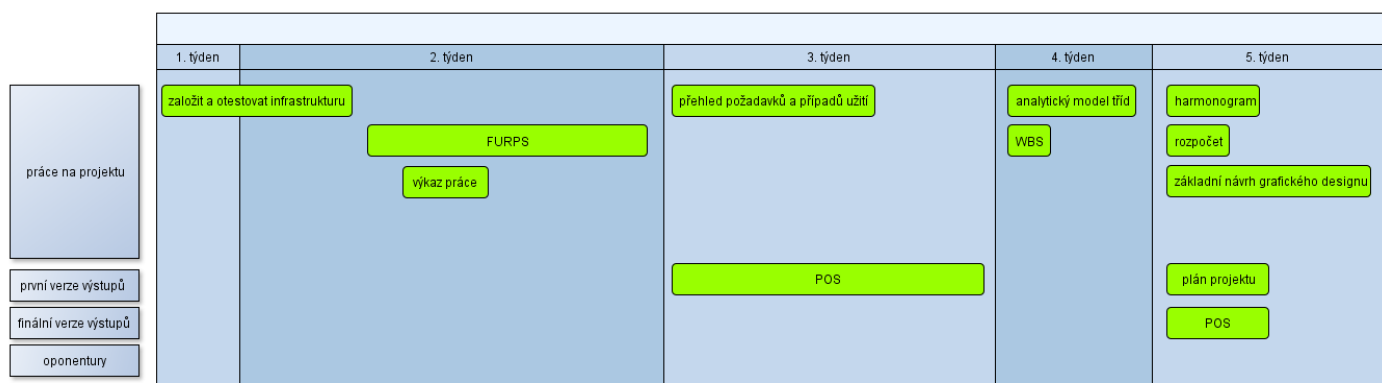 1. týden 2. týden 3. týden 4. týden 5. týden
založit a otestovat infrastrukturu přehled požadavků a případů užití analytický model tříd harmonogram
FURPS WBS rozpočet
práce na projektu výkaz práce základní návrh grafického designu
první verze výstupů POS plán projektu
finální verze výstupů POS
oponentury